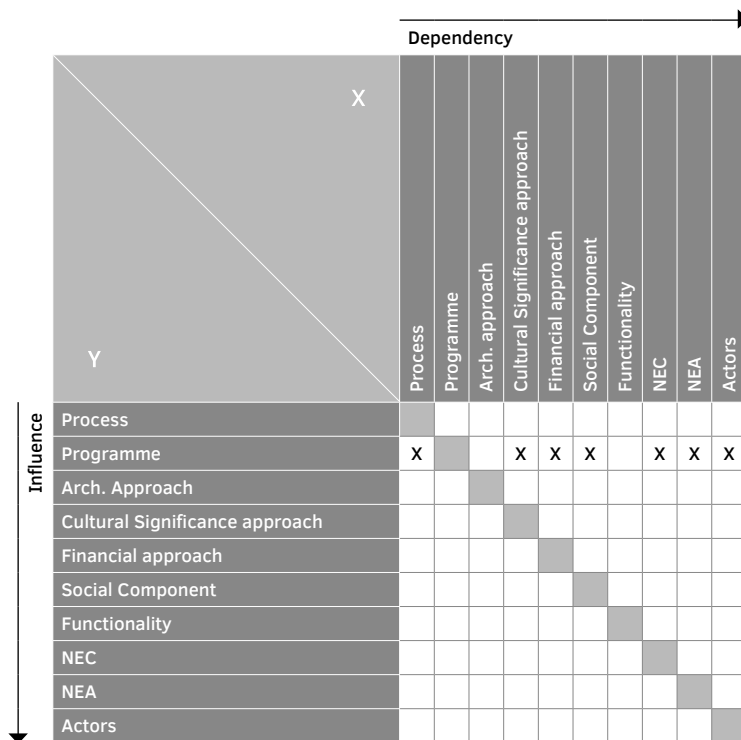 Dependency
X
Y
Process
Programme
Arch. approach
Cultural Significance approach
Financial approach
Social Component
Functionality
NEC
NEA
Actors
Influence
Process
Programme X X X X X X X
Arch. Approach
Cultural Significance approach
Financial approach
Social Component
Functionality
NEC
NEA
Actors